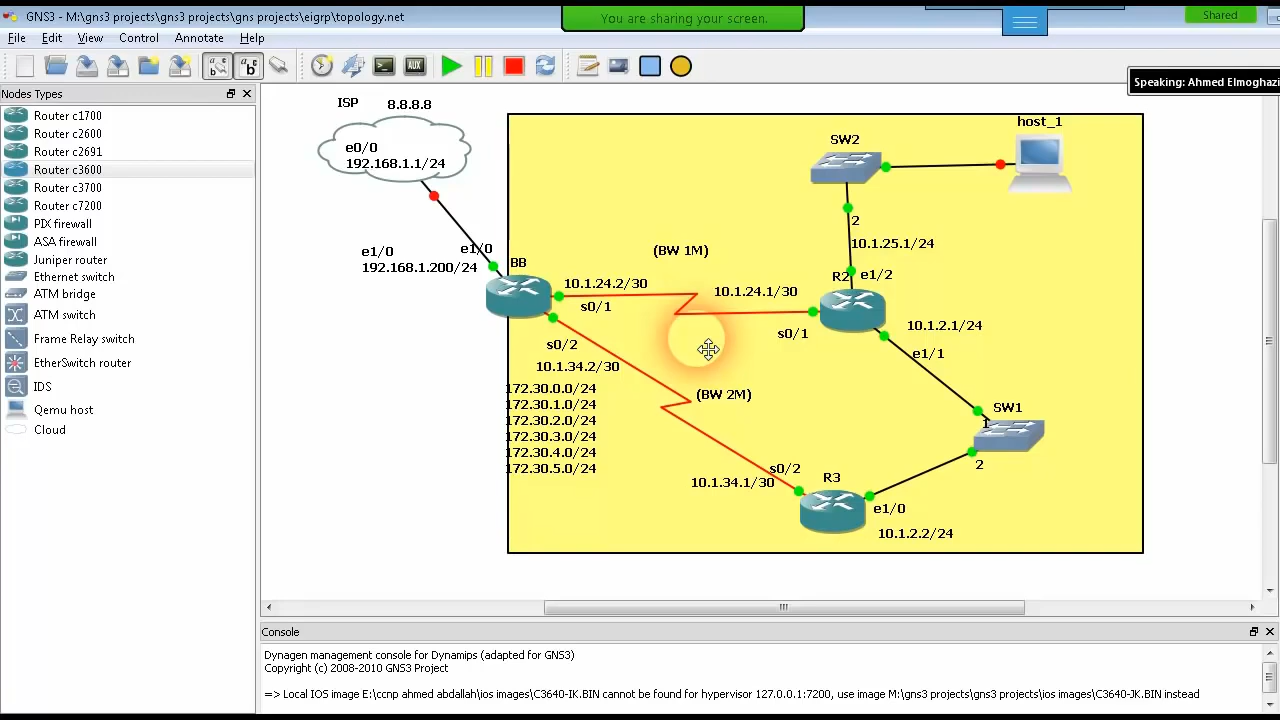 GNS3 - M:\gns3 projects\gns3 projects\gns projects\eigrp\topology.net
You are sharing your screen.
Shared
File Edit View Control Annotate Help
AUX
Speaking: Ahmed Elmoghazi
Nodes Types
Router c1700
Router c2600
Router c2691
Router c3600
Router c3700
Router c7200
PIX firewall
ASA firewall
Juniper router
Ethernet switch
ATM bridge
ATM switch
Frame Relay switch
EtherSwitch router
IDS
Qemu host
Cloud
ISP 8.8.8.8
e0/0
192.168.1.1/24
e1/0
192.168.1.200/24
e1/0
BB
10.1.24.2/30
s0/1
(BW 1M)
10.1.24.1/30
s0/1
SW2
host_1
2
10.1.25.1/24
R2
e1/2
10.1.2.1/24
e1/1
s0/2
10.1.34.2/30
172.30.0.0/24
172.30.1.0/24
172.30.2.0/24
172.30.3.0/24
172.30.4.0/24
172.30.5.0/24
(BW 2M)
SW1
1
2
s0/2
10.1.34.1/30
R3
e1/0
10.1.2.2/24
Console
Dynagen management console for Dynamips (adapted for GNS3)
Copyright (c) 2008-2010 GNS3 Project
=> Local IOS image E:\ccnp ahmed abdallah\ios images\C3640-IK.BIN cannot be found for hypervisor 127.0.0.1:7200, use image M:\gns3 projects\gns3 projects\ios images\C3640-JK.BIN instead